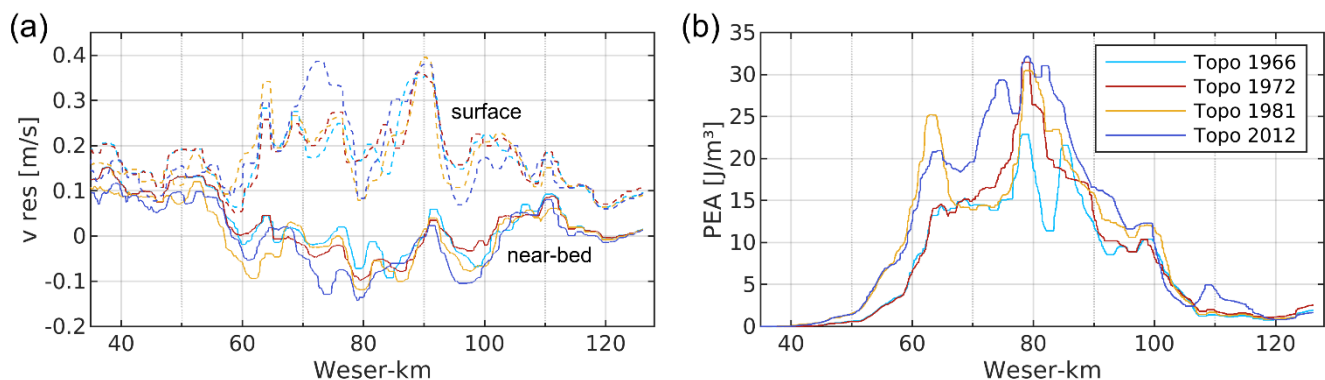 (a)
v res [m/s]
0.4
0.3
0.2
0.1
0
-0.1
-0.2
surface
near-bed
40 60 80 100 120
Weser-km
(b)
PEA [J/m³]
35
30
25
20
15
10
5
0
Topo 1966
Topo 1972
Topo 1981
Topo 2012
40 60 80 100 120
Weser-km